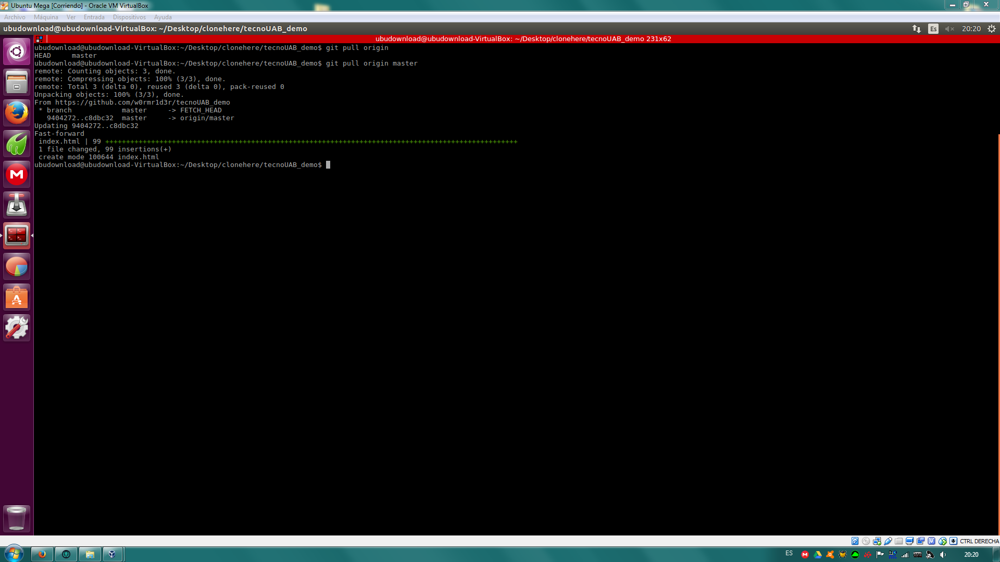 Ubuntu Mega [Corriendo] - Oracle VM VirtualBox
Archivo Máquina Ver Entrada Dispositivos Ayuda
ubudownload@ubudownload-VirtualBox: ~/Desktop/clonehere/tecnoUAB_demo
Es 20:20
ubudownload@ubudownload-VirtualBox: ~/Desktop/clonehere/tecnoUAB_demo 231x62
ubudownload@ubudownload-VirtualBox:~/Desktop/clonehere/tecnoUAB_demo$ git pull origin
HEAD     master
ubudownload@ubudownload-VirtualBox:~/Desktop/clonehere/tecnoUAB_demo$ git pull origin master
remote: Counting objects: 3, done.
remote: Compressing objects: 100% (3/3), done.
remote: Total 3 (delta 0), reused 3 (delta 0), pack-reused 0
Unpacking objects: 100% (3/3), done.
From https://github.com/w0rmr1d3r/tecnoUAB_demo
 * branch            master     -> FETCH_HEAD
   9404272..c8dbc32  master     -> origin/master
Updating 9404272..c8dbc32
Fast-forward
 index.html | 99 +++++++++++++++++++++++++++++++++++++++++++++++++++++++++++++++++++++++++++++++++++++++++++++++++++
 1 file changed, 99 insertions(+)
 create mode 100644 index.html
ubudownload@ubudownload-VirtualBox:~/Desktop/clonehere/tecnoUAB_demo$
CTRL DERECHA
ES 20:20